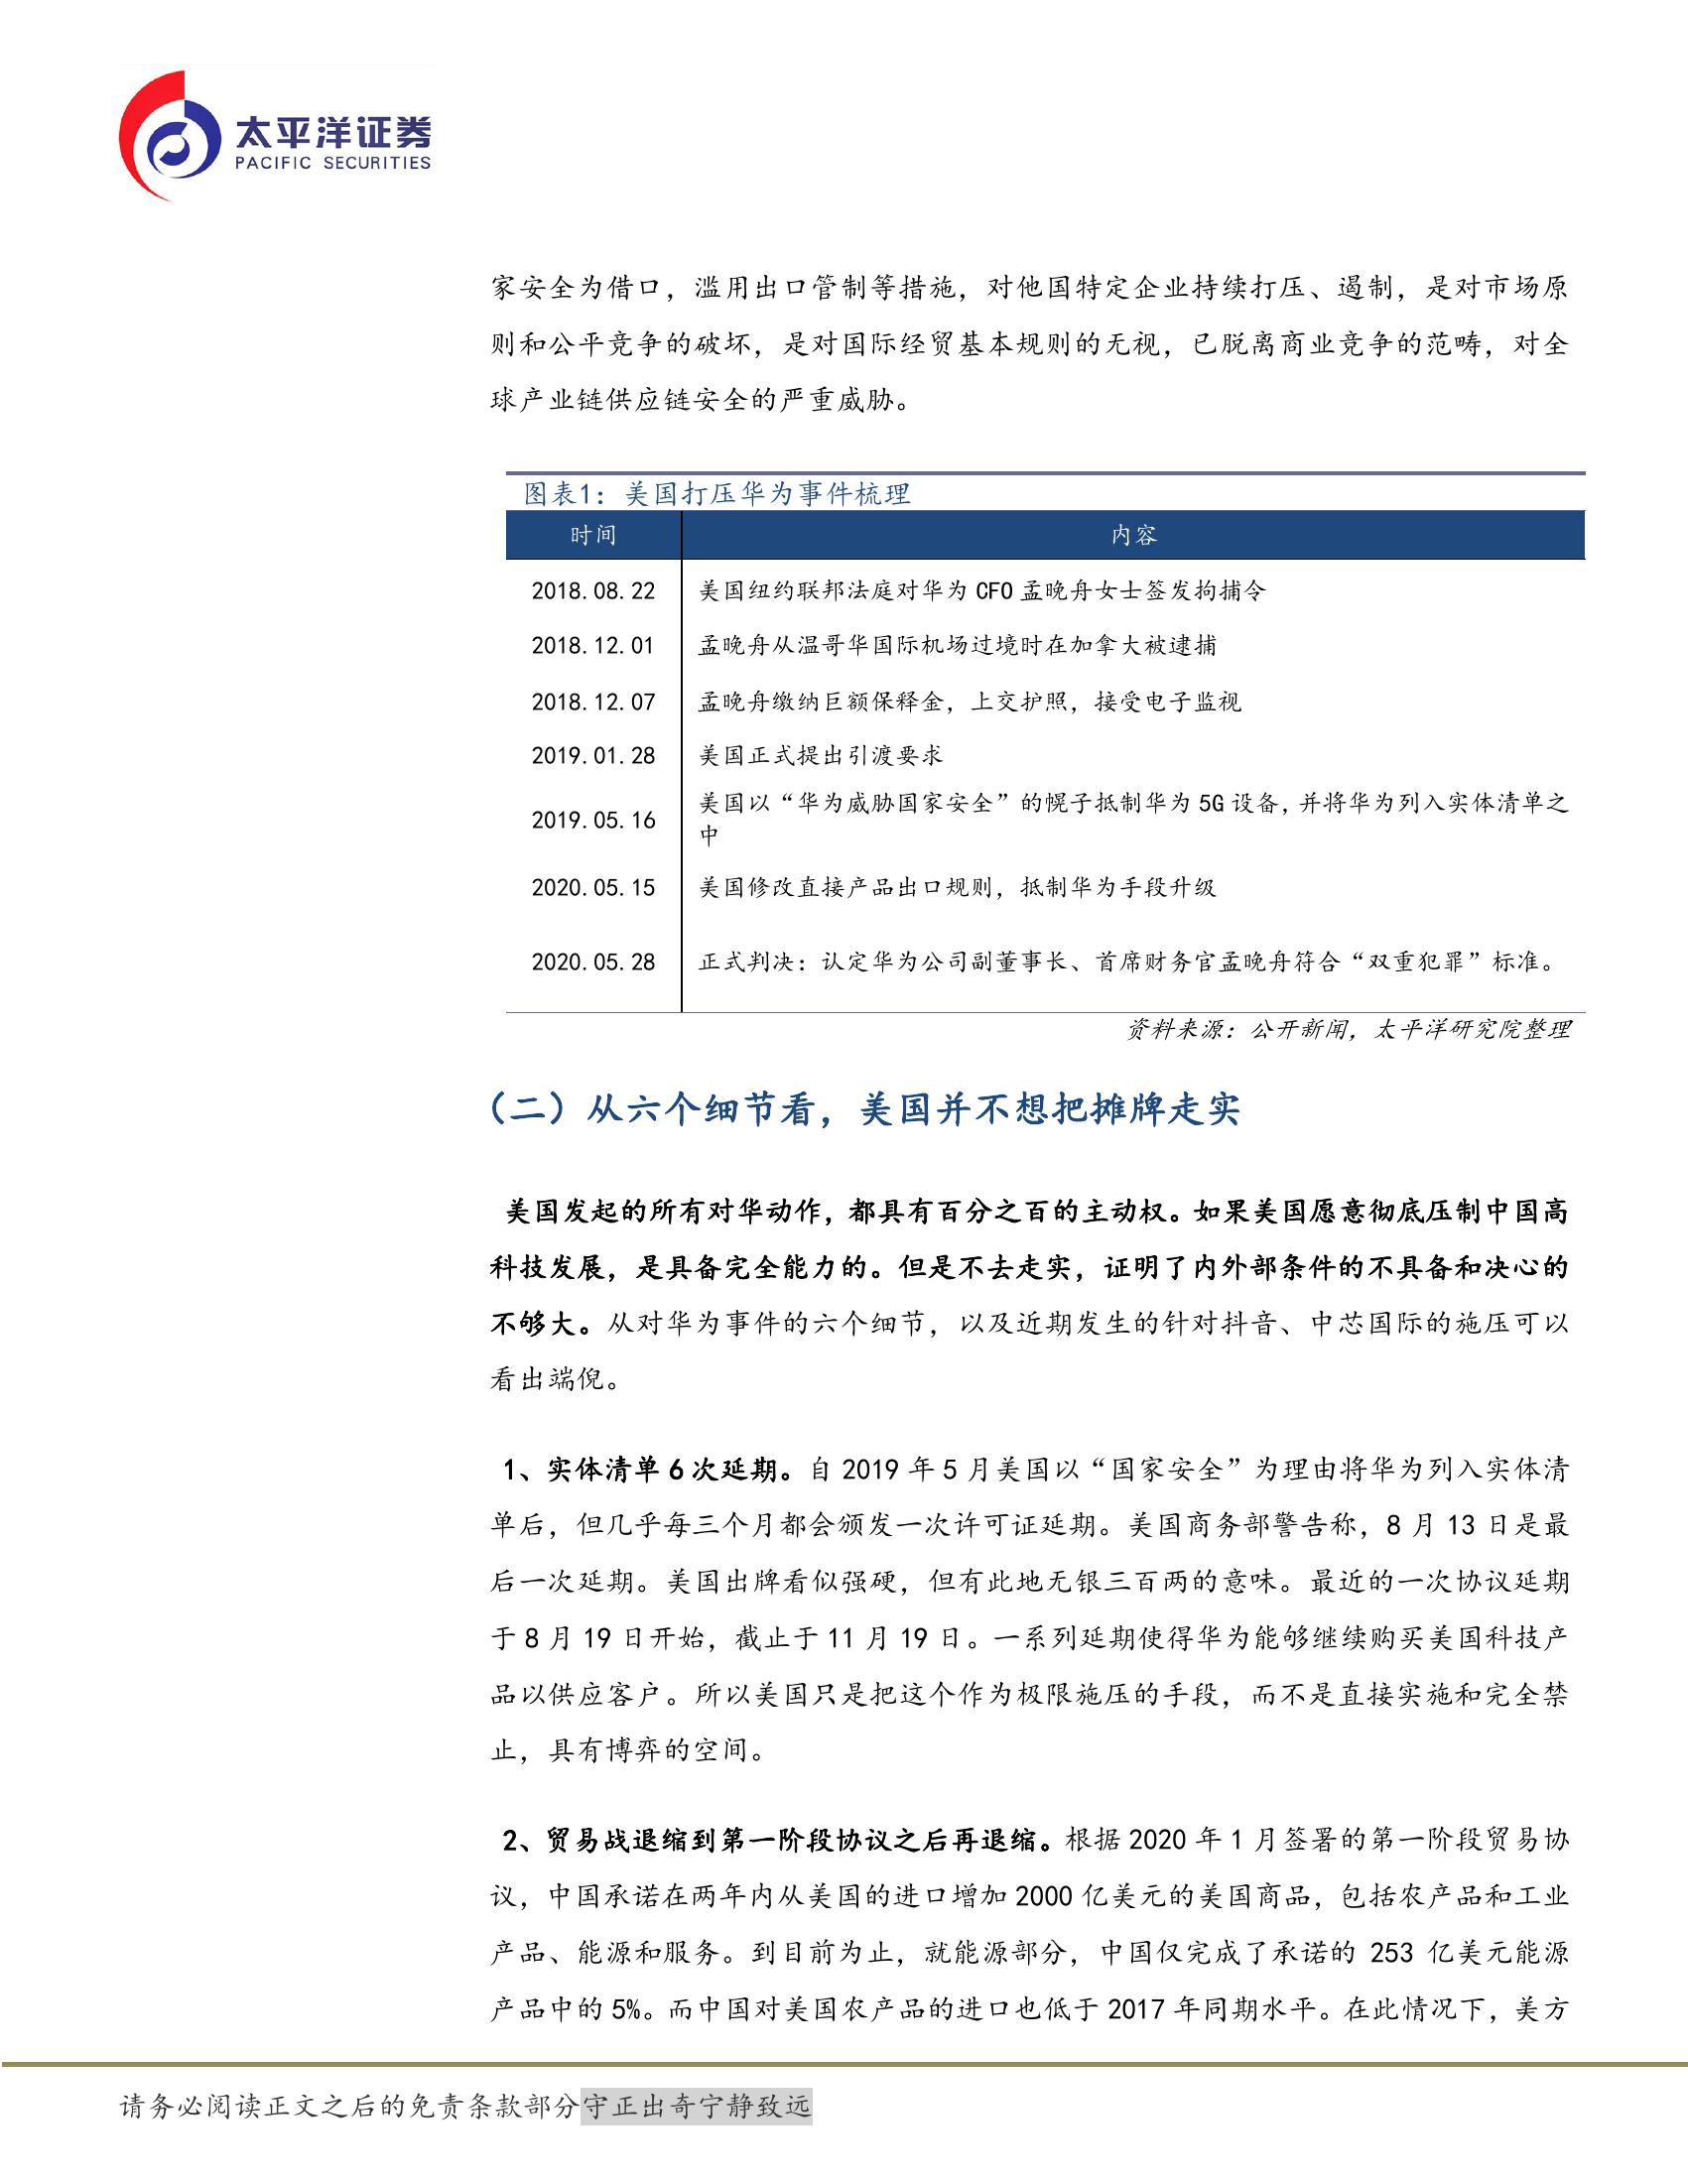 太平洋证券
PACIFIC SECURITIES
家安全为借口，滥用出口管制等措施，对他国特定企业持续打压、遏制，是对市场原
则和公平竞争的破坏，是对国际经贸基本规则的无视，已脱离商业竞争的范畴，对全
球产业链供应链安全的严重威胁。
图表1：美国打压华为事件梳理
时间 内容
2018.08.22 美国纽约联邦法庭对华为 CFO 孟晚舟女士签发拘捕令
2018.12.01 孟晚舟从温哥华国际机场过境时在加拿大被逮捕
2018.12.07 孟晚舟缴纳巨额保释金，上交护照，接受电子监视
2019.01.28 美国正式提出引渡要求
2019.05.16 美国以“华为威胁国家安全”的幌子抵制华为 5G 设备，并将华为列入实体清单之
中
2020.05.15 美国修改直接产品出口规则，抵制华为手段升级
2020.05.28 正式判决：认定华为公司副董事长、首席财务官孟晚舟符合“双重犯罪”标准。
资料来源：公开新闻，太平洋研究院整理
（二）从六个细节看，美国并不想把摊牌走实
美国发起的所有对华动作，都具有百分之百的主动权。如果美国愿意彻底压制中国高
科技发展，是具备完全能力的。但是不去走实，证明了内外部条件的不具备和决心的
不够大。从对华为事件的六个细节，以及近期发生的针对抖音、中芯国际的施压可以
看出端倪。
1、实体清单 6 次延期。自 2019 年 5 月美国以“国家安全”为理由将华为列入实体清
单后，但几乎每三个月都会颁发一次许可证延期。美国商务部警告称，8 月 13 日是最
后一次延期。美国出牌看似强硬，但有此地无银三百两的意味。最近的一次协议延期
于 8 月 19 日开始，截止于 11 月 19 日。一系列延期使得华为能够继续购买美国科技产
品以供应客户。所以美国只是把这个作为极限施压的手段，而不是直接实施和完全禁
止，具有博弈的空间。
2、贸易战退缩到第一阶段协议之后再退缩。根据 2020 年 1 月签署的第一阶段贸易协
议，中国承诺在两年内从美国的进口增加 2000 亿美元的美国商品，包括农产品和工业
产品、能源和服务。到目前为止，就能源部分，中国仅完成了承诺的 253 亿美元能源
产品中的 5%。而中国对美国农产品的进口也低于 2017 年同期水平。在此情况下，美方
请务必阅读正文之后的免责条款部分守正出奇宁静致远